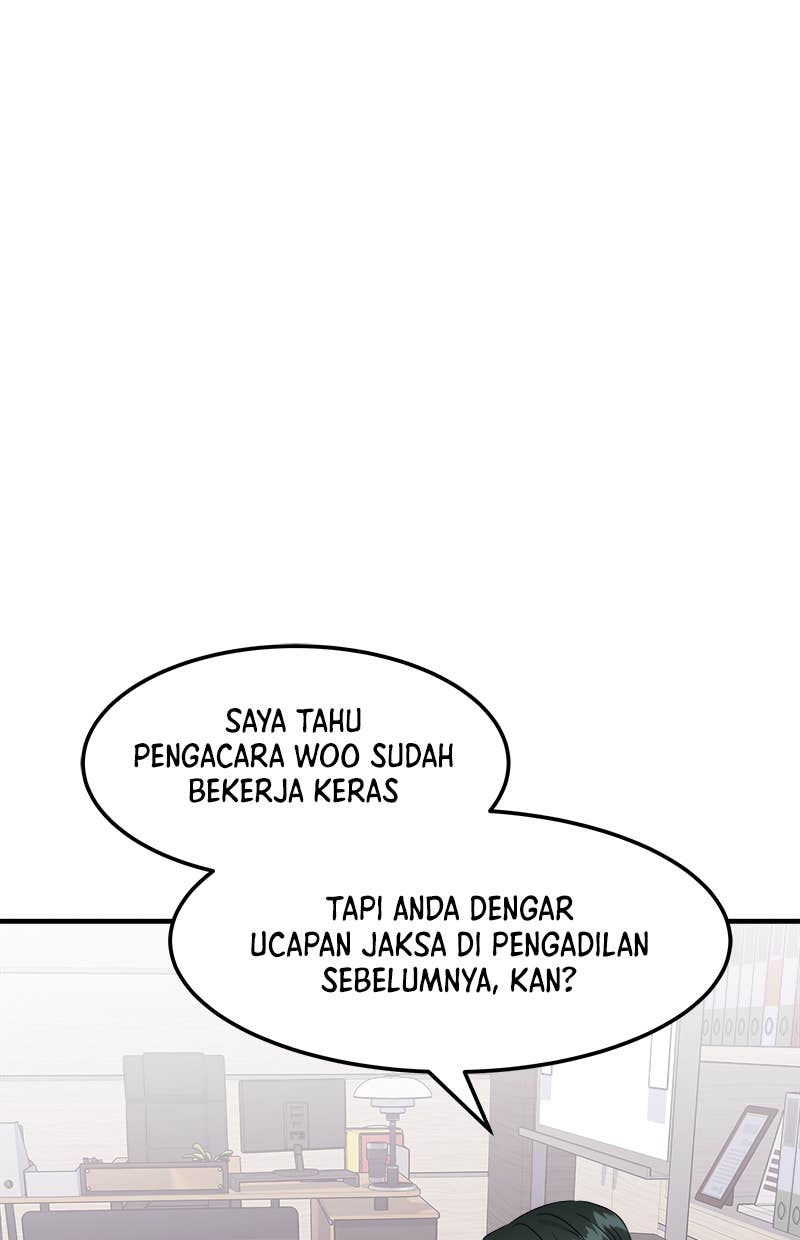 SAYA TAHU
PENGACARA WOO SUDAH
BEKERJA KERAS
TAPI ANDA DENGAR
UCAPAN JAKSA DI PENGADILAN
SEBELUMNYA, KAN?